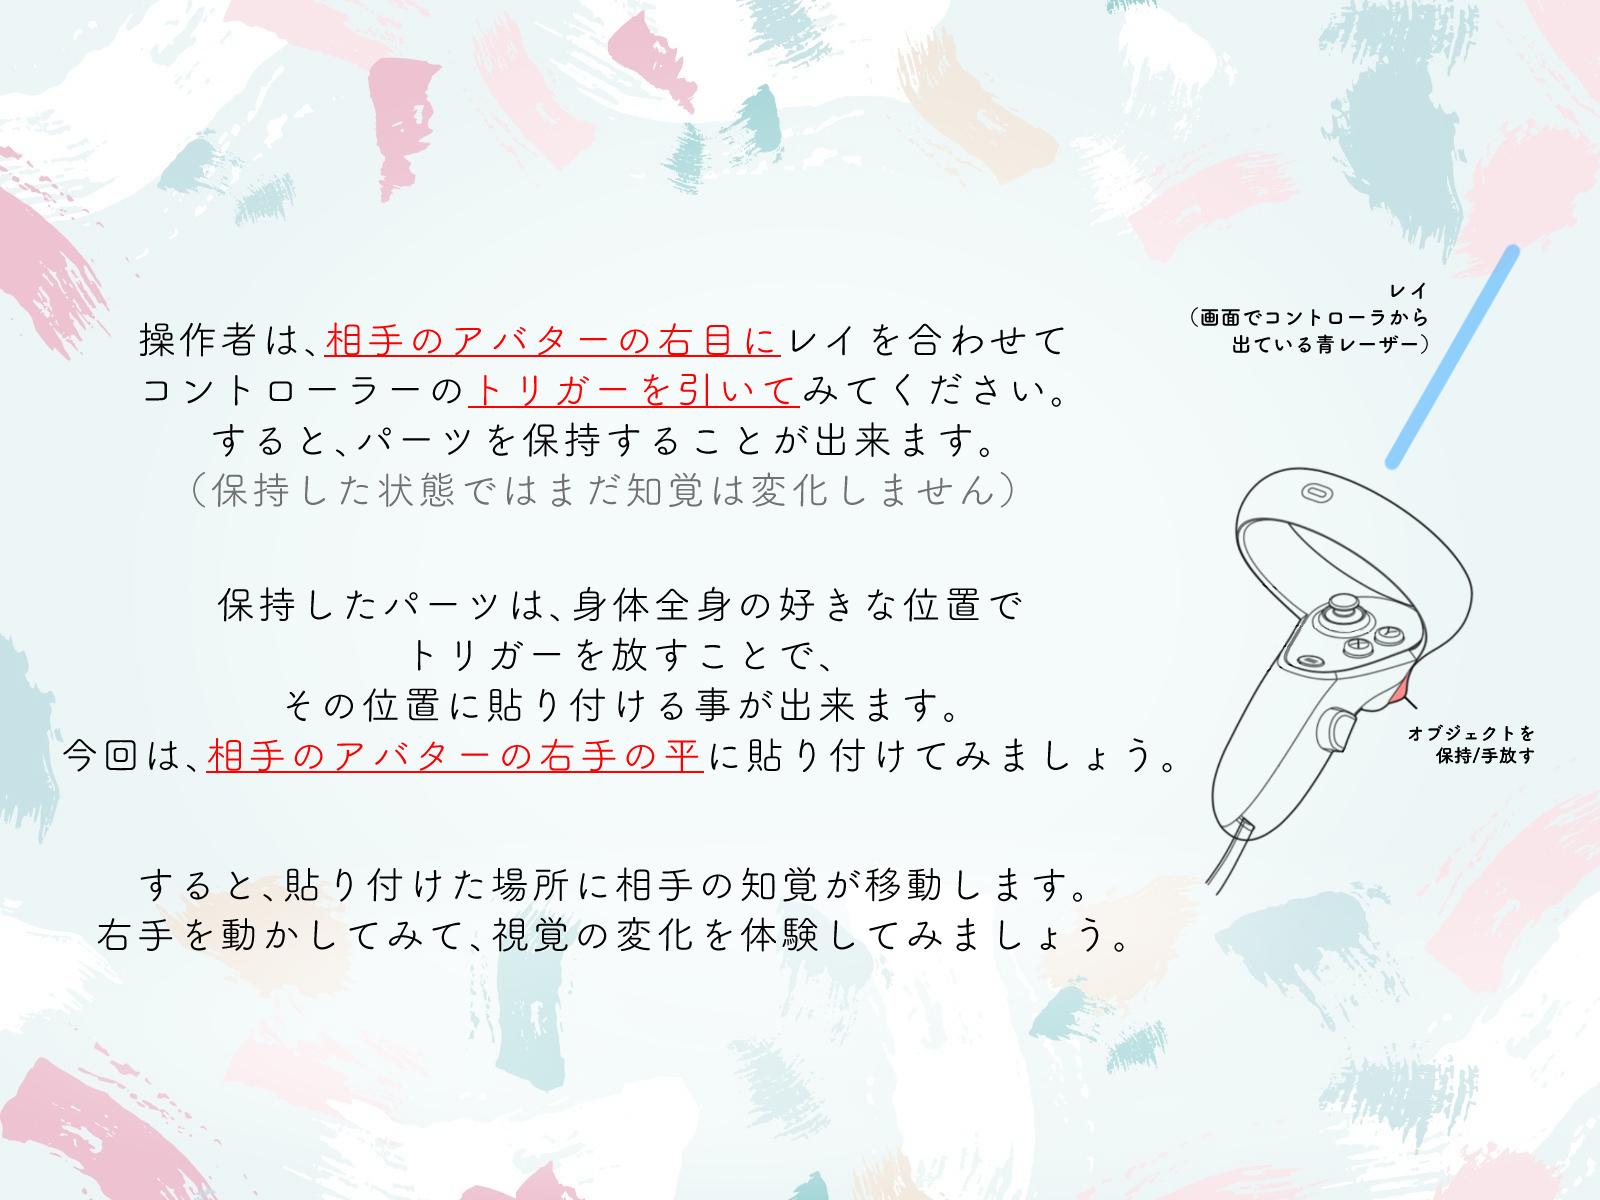 操作者は、相手のアバターの右目にレイを合わせて
コントローラーのトリガーを引いてみてください。
すると、パーツを保持することが出来ます。
（保持した状態ではまだ知覚は変化しません）
保持したパーツは、身体全身の好きな位置で
トリガーを放すことで、
その位置に貼り付ける事が出来ます。
今回は、相手のアバターの右手の平に貼り付けてみましょう。
すると、貼り付けた場所に相手の知覚が移動します。
右手を動かしてみて、視覚の変化を体験してみましょう。
レイ
（画面でコントローラから
出ている青レーザー）
オブジェクトを
保持/手放す